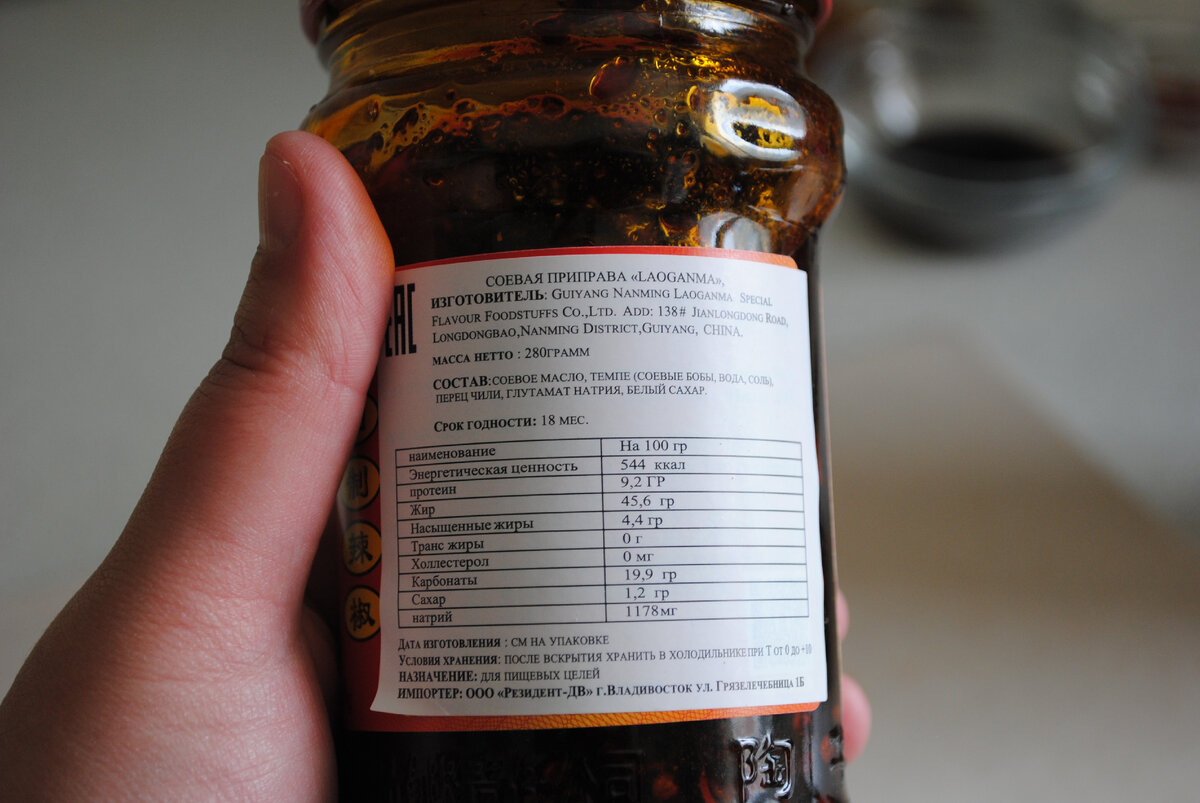 СОЕВАЯ ПРИПРАВА «LAOGANMA»,
ИЗГОТОВИТЕЛЬ: GUIYANG NANMING LAOGANMA SPECIAL
FLAVOUR FOODSTUFFS CO.,LTD. ADD: 138# JIANLONGDONG ROAD,
LONGDONGBAO,NANMING DISTRICT,GUIYANG, CHINA.
EAC
МАССА НЕТТО : 280ГРАММ
СОСТАВ:СОЕВОЕ МАСЛО, ТЕМПЕ (СОЕВЫЕ БОБЫ, ВОДА, СОЛЬ),
ПЕРЕЦ ЧИЛИ, ГЛУТАМАТ НАТРИЯ, БЕЛЫЙ САХАР.
СРОК ГОДНОСТИ: 18 МЕС.
наименование На 100 гр
Энергетическая ценность 544 ккал
протеин 9,2 ГР
Жир 45,6 гр
Насыщенные жиры 4,4 гр
Транс жиры 0 г
Холлестерол 0 мг
Карбонаты 19,9 гр
Сахар 1,2 гр
натрий 1178мг
ДАТА ИЗГОТОВЛЕНИЯ : СМ НА УПАКОВКЕ
УСЛОВИЯ ХРАНЕНИЯ: ПОСЛЕ ВСКРЫТИЯ ХРАНИТЬ В ХОЛОДИЛЬНИКЕ ПРИ Т ОТ 0 ДО +10
НАЗНАЧЕНИЕ: ДЛЯ ПИЩЕВЫХ ЦЕЛЕЙ
ИМПОРТЕР: ООО «РЕЗИДЕНТ-ДВ» Г.ВЛАДИВОСТОК УЛ. ГРЯЗЕЛЕЧЕБНИЦА 1Б
制
辣
椒
陶